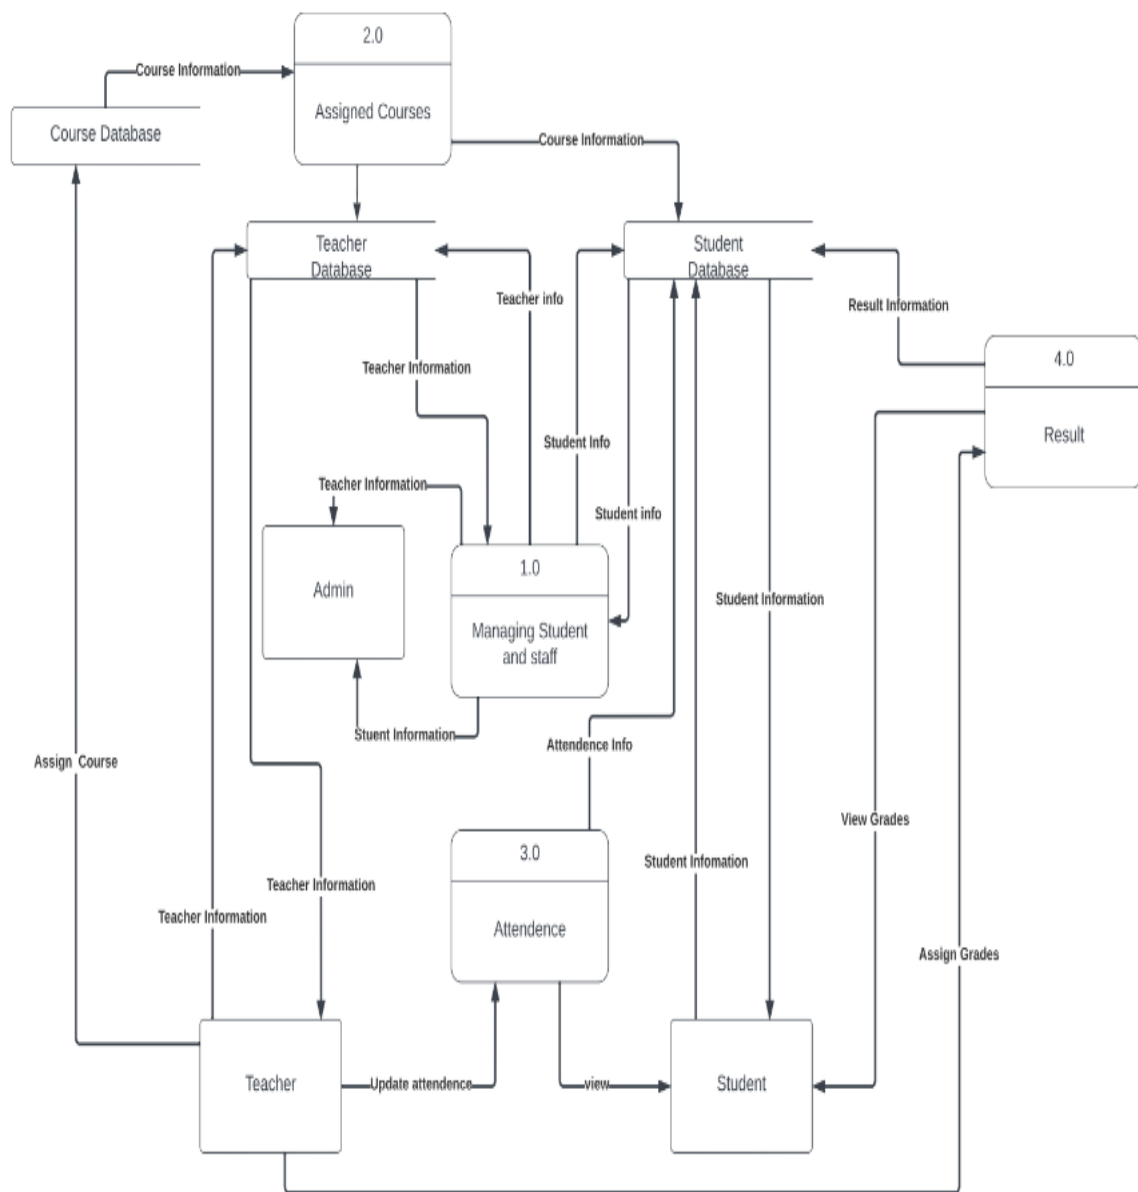 2.0
Course Information
Assigned Courses
Course Database
Course Information
Teacher
Database
Student
Database
Teacher info
Result Information
4.0
Teacher Information
Result
Student Info
Teacher Information
Student info
1.0
Admin
Student Information
Managing Student
and staff
Stuent Information
Attendence Info
Assign Course
View Grades
3.0
Student Infomation
Teacher Information
Teacher Information
Attendence
Assign Grades
Teacher
Update attendence
view
Student